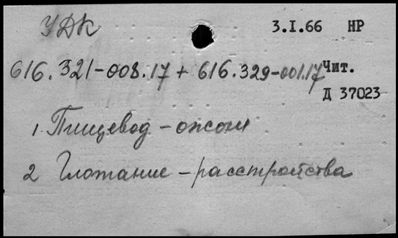 УДК 3.I.66 НР
616.321-008.17 + 616.329-001.17 Чит.
Д 37023
1 Пищевод - ожоги
2 Глотание - расстройства